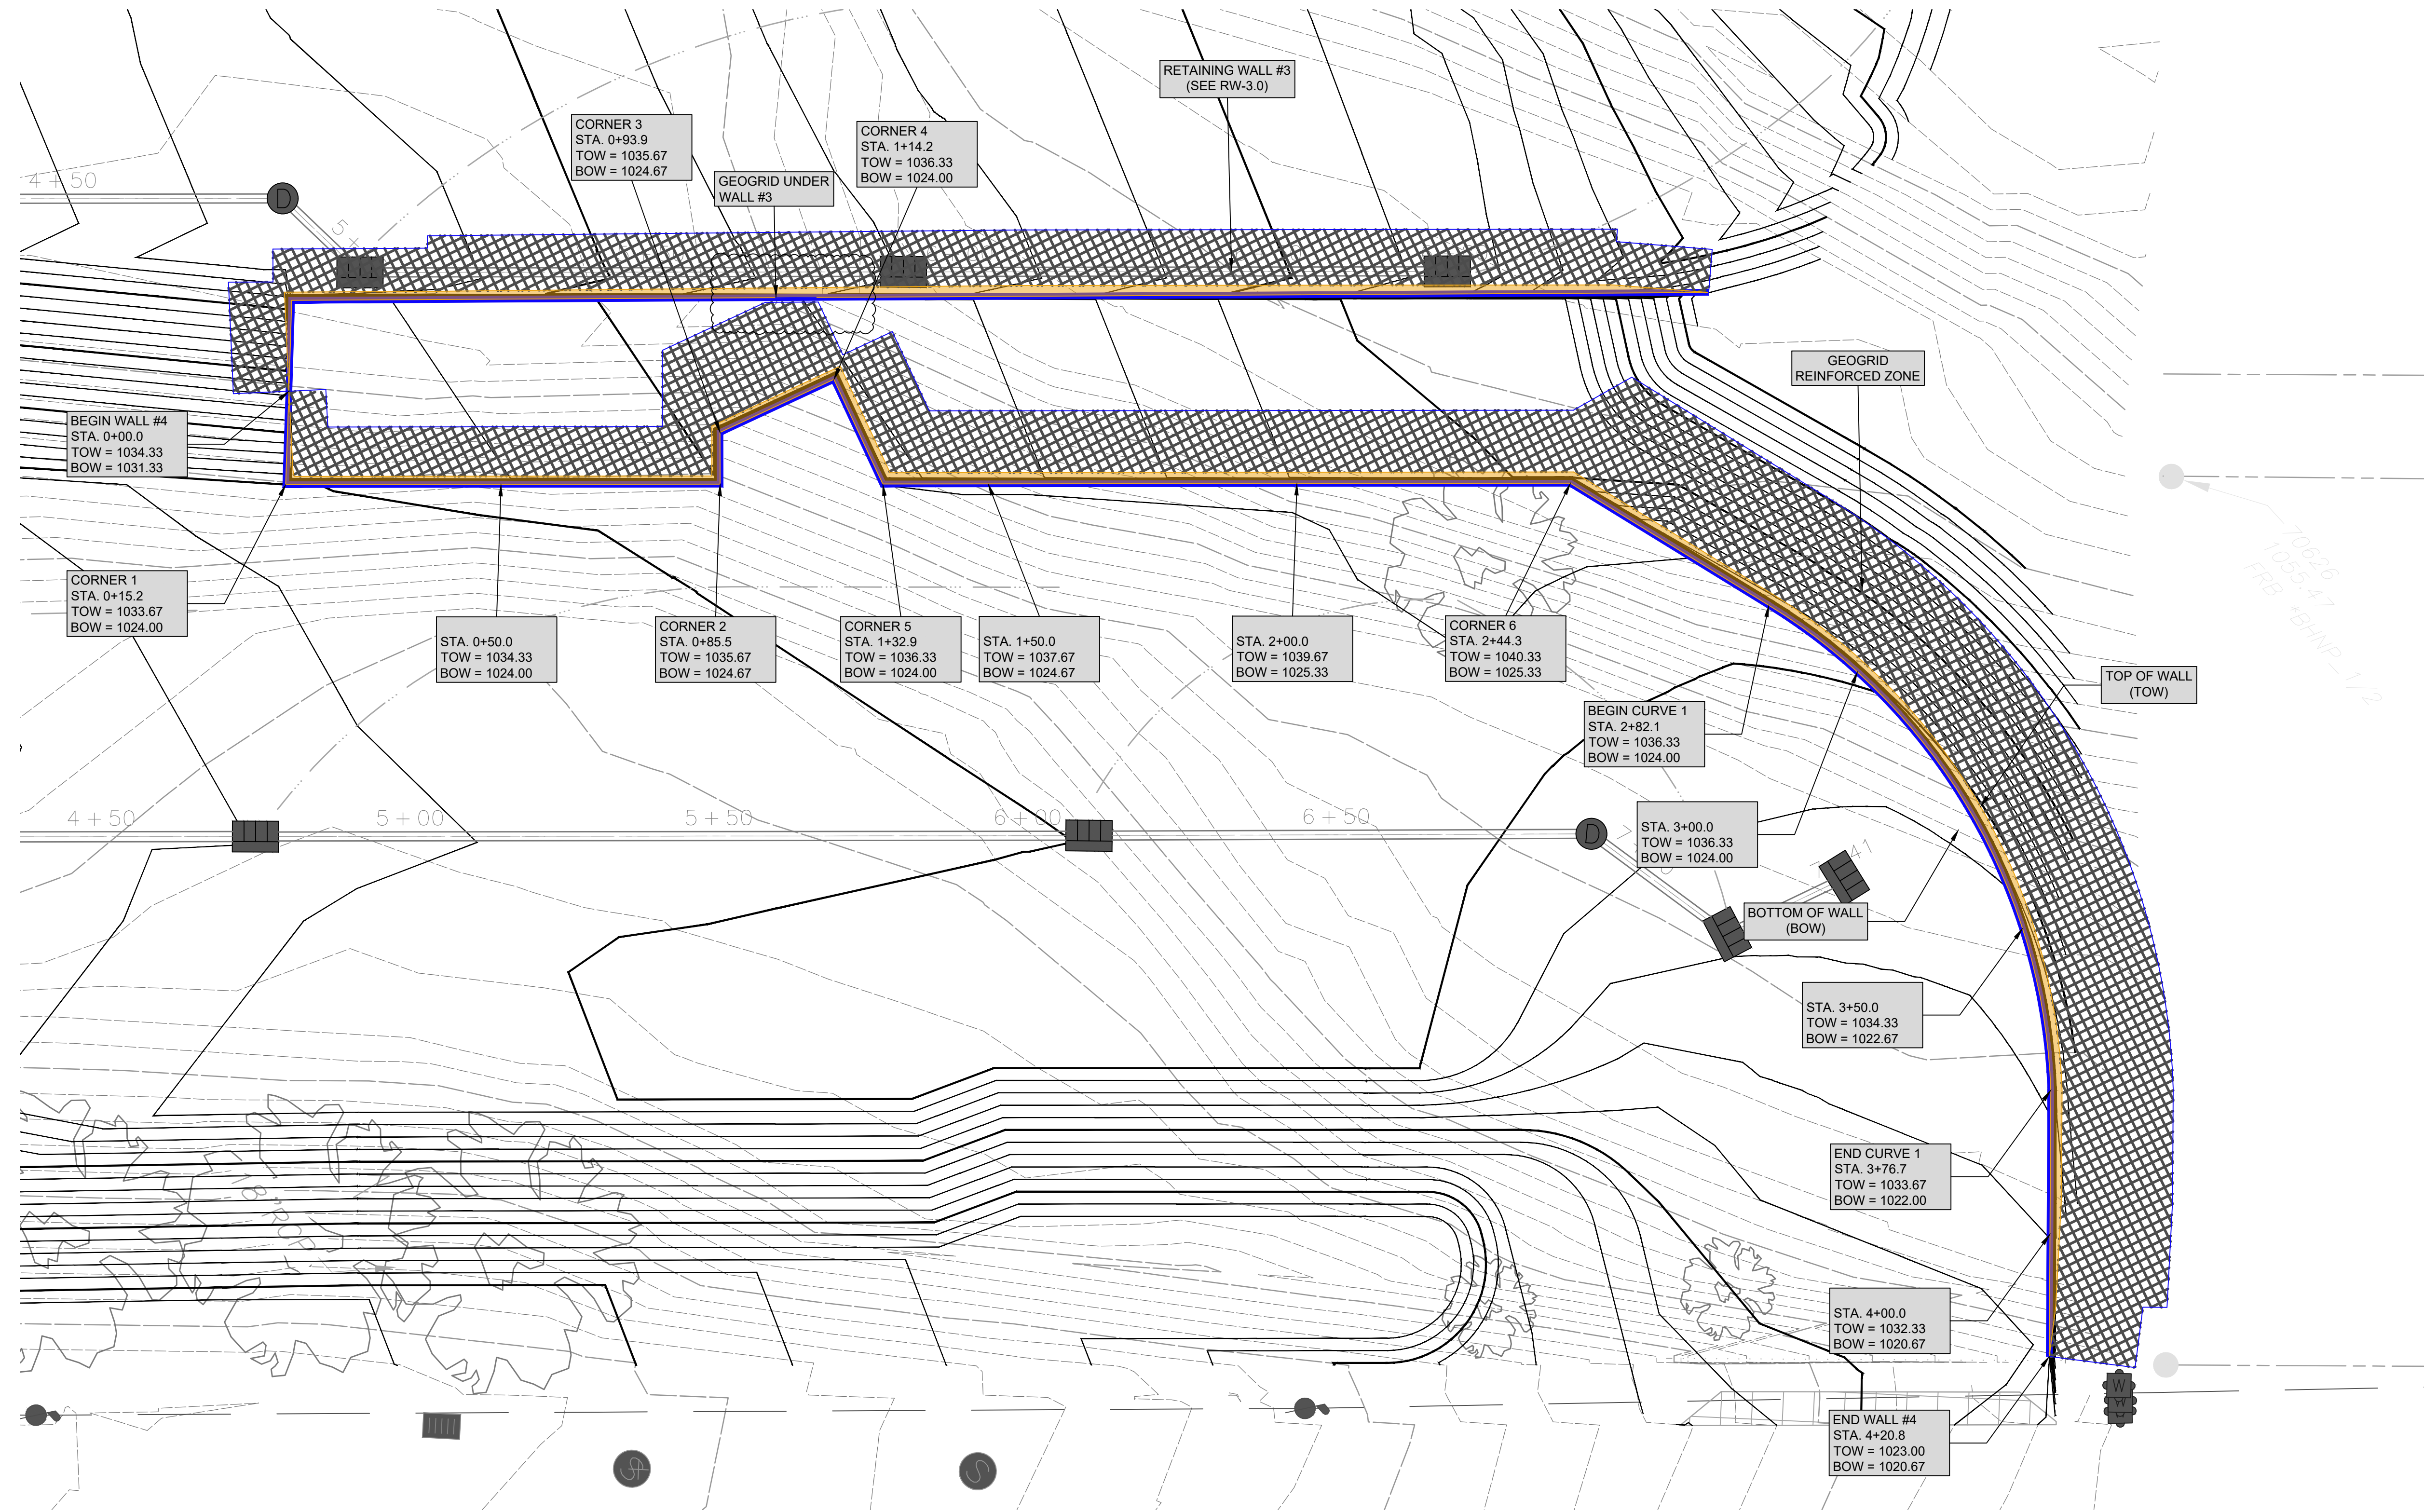 RETAINING WALL #3
(SEE RW-3.0)
CORNER 3
STA. 0+93.9
TOW = 1035.67
BOW = 1024.67
CORNER 4
STA. 1+14.2
TOW = 1036.33
BOW = 1024.00
GEOGRID UNDER
WALL #3
4+50
D
5+
GEOGRID
REINFORCED ZONE
BEGIN WALL #4
STA. 0+00.0
TOW = 1034.33
BOW = 1031.33
70626
1055.47
FRB *BHNP_1/2
CORNER 1
STA. 0+15.2
TOW = 1033.67
BOW = 1024.00
STA. 0+50.0
TOW = 1034.33
BOW = 1024.00
CORNER 2
STA. 0+85.5
TOW = 1035.67
BOW = 1024.67
CORNER 5
STA. 1+32.9
TOW = 1036.33
BOW = 1024.00
STA. 1+50.0
TOW = 1037.67
BOW = 1024.67
STA. 2+00.0
TOW = 1039.67
BOW = 1025.33
CORNER 6
STA. 2+44.3
TOW = 1040.33
BOW = 1025.33
TOP OF WALL
(TOW)
BEGIN CURVE 1
STA. 2+82.1
TOW = 1036.33
BOW = 1024.00
4+50
5+00
5+50
6+00
6+50
D
STA. 3+00.0
TOW = 1036.33
BOW = 1024.00
41
BOTTOM OF WALL
(BOW)
STA. 3+50.0
TOW = 1034.33
BOW = 1022.67
END CURVE 1
STA. 3+76.7
TOW = 1033.67
BOW = 1022.00
STA. 4+00.0
TOW = 1032.33
BOW = 1020.67
W
W
END WALL #4
STA. 4+20.8
TOW = 1023.00
BOW = 1020.67
S